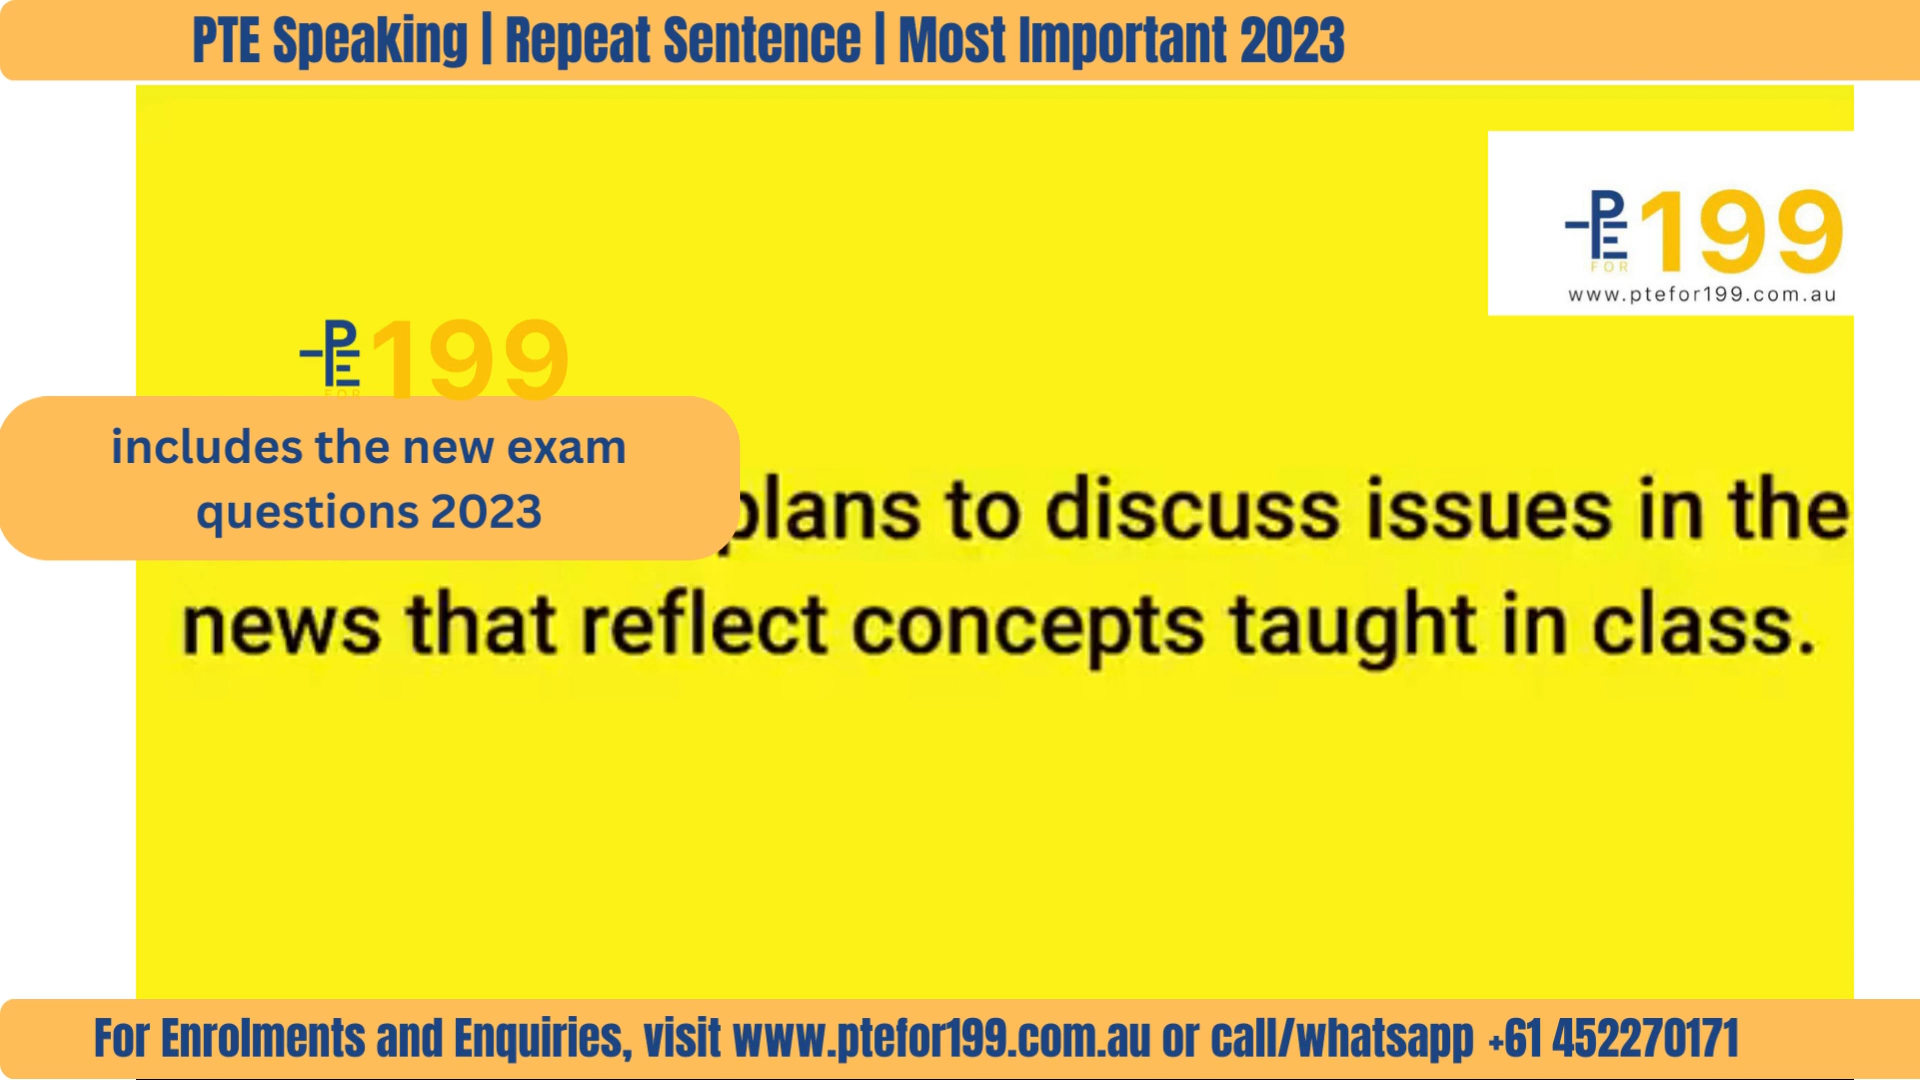 PTE Speaking | Repeat Sentence | Most Important 2023
PE 199
FOR
www.ptefor199.com.au
PE 199
FOR
includes the new exam
questions 2023
plans to discuss issues in the
news that reflect concepts taught in class.
For Enrolments and Enquiries, visit www.ptefor199.com.au or call/whatsapp +61 452270171